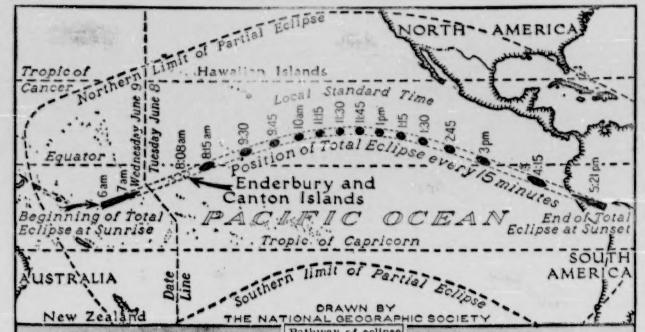 NORTH AMERICA
Northern Limit of Partial Eclipse
Tropic of
Cancer
Hawaiian Islands
Local Standard Time
Wednesday June 9
Tuesday June 8
6am
7am
8:08am
8:15am
9:30
9:45
10am
11:15
11:30
11:45
1pm
1:15
1:30
2:45
3pm
4:15
5:21pm
Position of Total Eclipse every 15 minutes
Equator
Enderbury and
Canton Islands
Beginning of Total
Eclipse at Sunrise
PACIFIC OCEAN
End of Total
Eclipse at Sunset
Tropic of Capricorn
AUSTRALIA
SOUTH
AMERICA
Date
Line
Southern limit of Partial Eclipse
New Zealand
DRAWN BY
THE NATIONAL GEOGRAPHIC SOCIETY
Pathway of eclipse